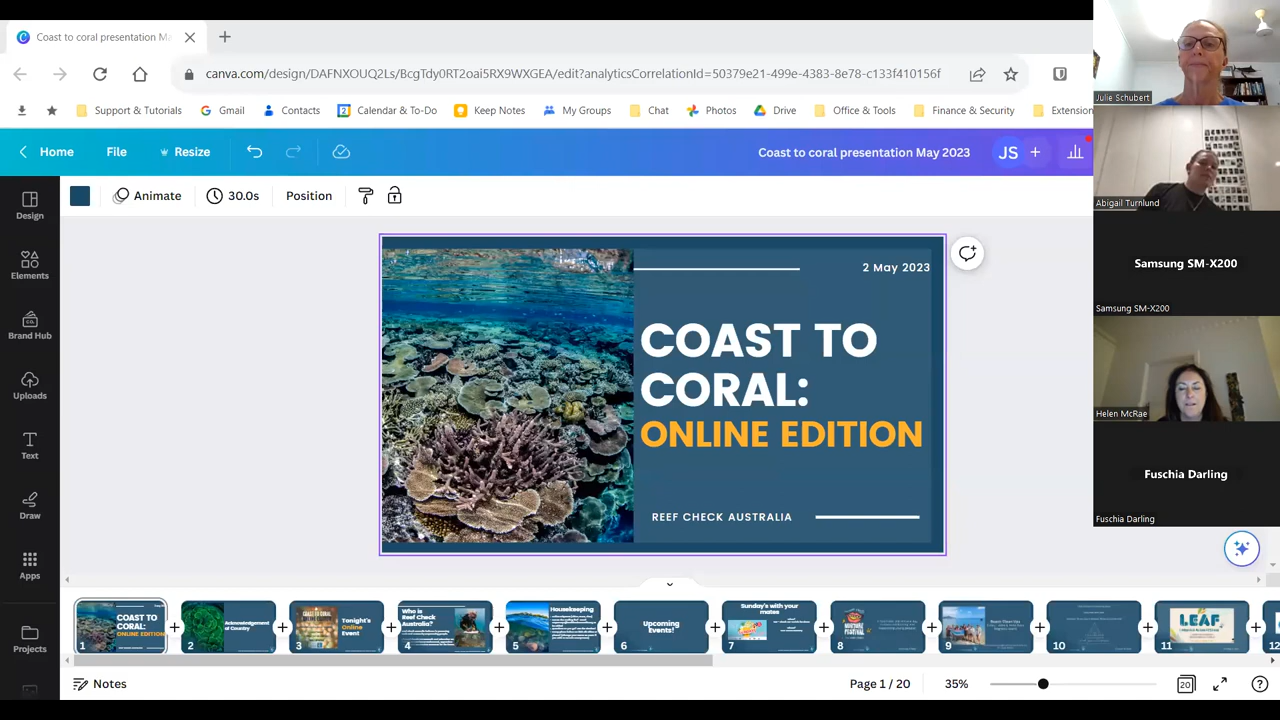 Coast to coral presentation Ma
canva.com/design/DAFNXOUQ2Ls/BcgTdy0RT2oai5RX9WXGEA/edit?analyticsCorrelationId=50379e21-499e-4383-8e78-c133f410156f
Support & Tutorials
Gmail
Contacts
Calendar & To-Do
Keep Notes
My Groups
Chat
Photos
Drive
Office & Tools
Finance & Security
Extension
Home
File
Resize
Coast to coral presentation May 2023
JS
Animate
30.0s
Position
Design
Elements
Brand Hub
Uploads
Text
Draw
Apps
Projects
2 May 2023
COAST TO
CORAL:
ONLINE EDITION
REEF CHECK AUSTRALIA
Julie Schubert
Abigail Turnlund
Samsung SM-X200
Samsung SM-X200
Helen McRae
Fuschia Darling
Fuschia Darling
COAST TO
CORAL:
ONLINE EDITION
1
Acknowledgement
of Country
2
Tonight's
Online
Event
3
Who is
Reef Check
Australia?
4
Housekeeping
5
Upcoming
Events!
6
Sunday's with your
mates
7
8
9
10
LEAF
11
12
Notes
Page 1 / 20
35%
20